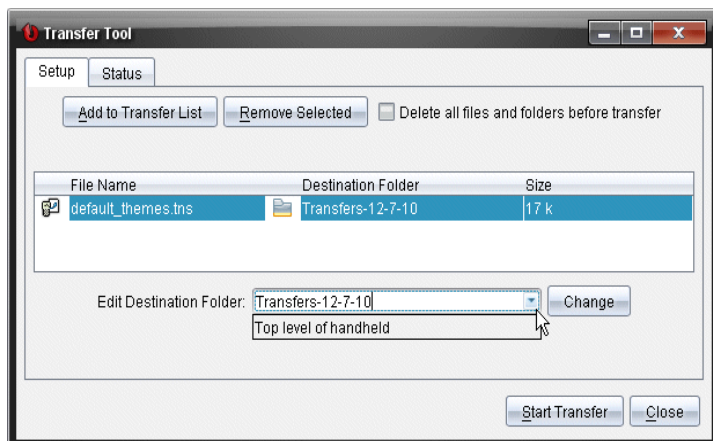 Transfer Tool
Setup Status
Add to Transfer List Remove Selected Delete all files and folders before transfer
File Name Destination Folder Size
default_themes.tns Transfers-12-7-10 17 k
Edit Destination Folder: Transfers-12-7-10 Change
Top level of handheld
Start Transfer Close